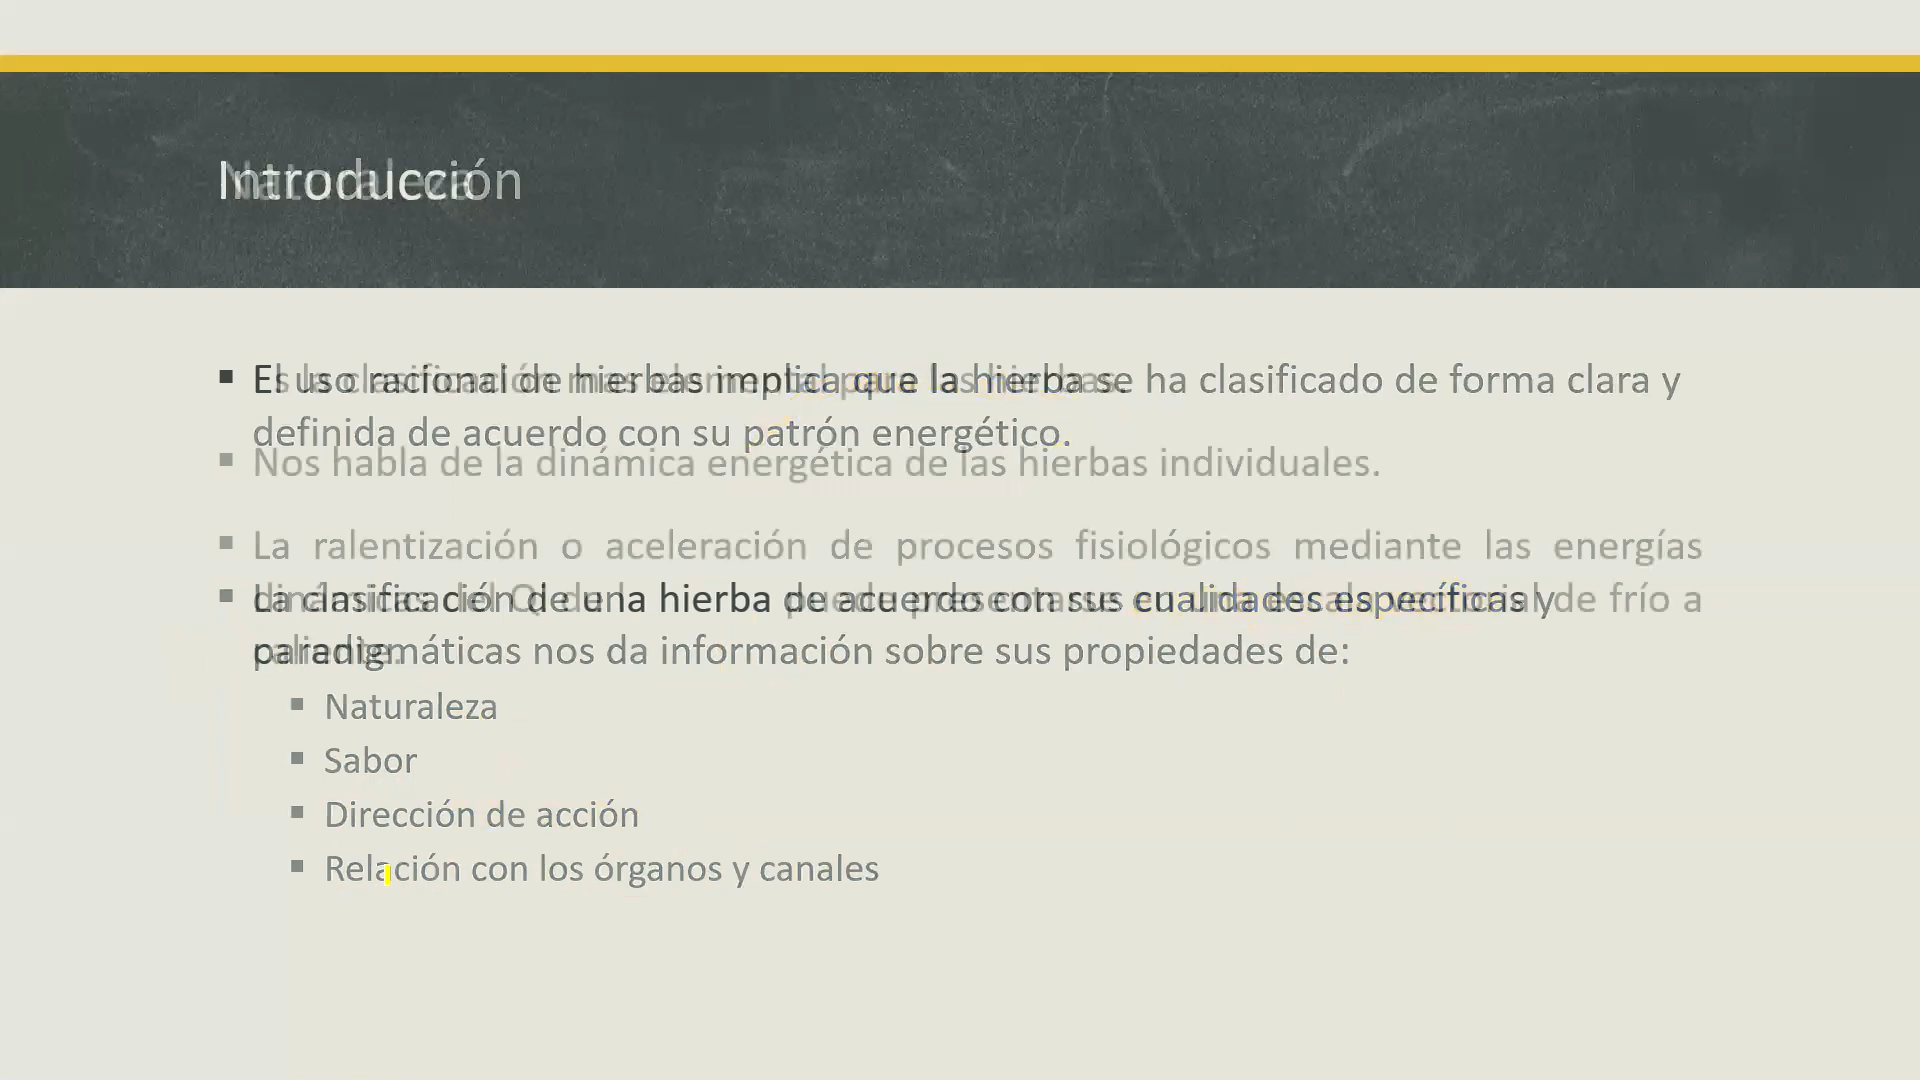 Introducción
Naturaleza
El uso racional de hierbas implica que la hierba se ha clasificado de forma clara y
definida de acuerdo con su patrón energético.
Nos habla de la dinámica energética de las hierbas individuales.
La ralentización o aceleración de procesos fisiológicos mediante las energías
La clasificación de una hierba de acuerdo con sus cualidades específicas y
de frío a
paradigmáticas nos da información sobre sus propiedades de:
Naturaleza
Sabor
Dirección de acción
Relación con los órganos y canales